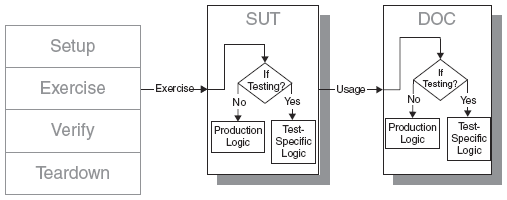 Setup
Exercise
Verify
Teardown
Exercise
SUT
If
Testing?
No
Yes
Production
Logic
Test-
Specific
Logic
Usage
DOC
If
Testing?
No
Yes
Production
Logic
Test-
Specific
Logic